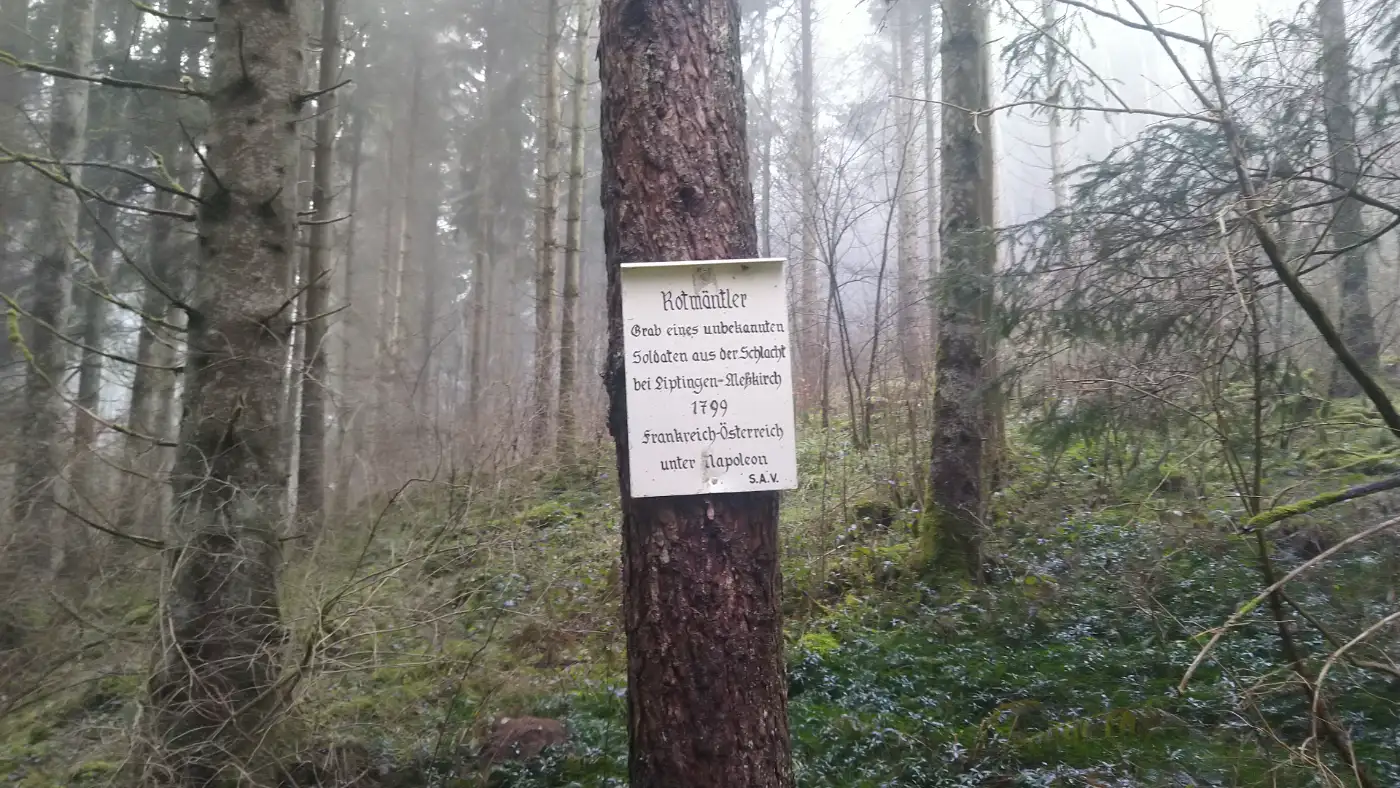 Rotmäntler
Grab eines unbekannten
Soldaten aus der Schlacht
bei Liptingen-Meßkirch
1799
Frankreich-Österreich
unter Napoleon
S.A.V.